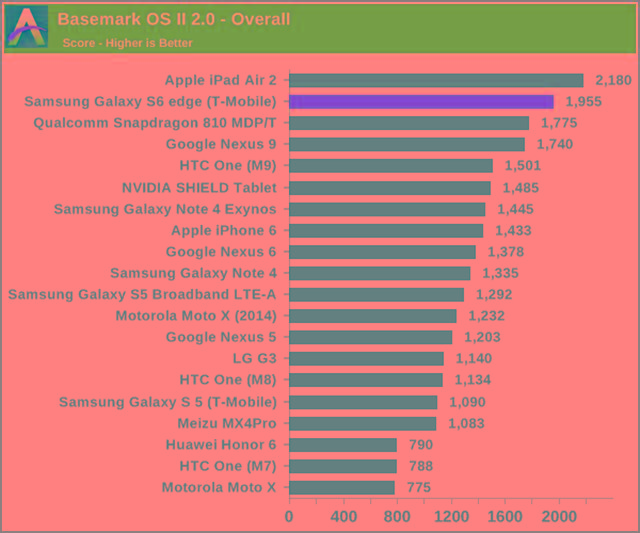 Basemark OS II 2.0 - Overall
Score - Higher is Better
Apple iPad Air 2 2,180
Samsung Galaxy S6 edge (T-Mobile) 1,955
Qualcomm Snapdragon 810 MDP/T 1,775
Google Nexus 9 1,740
HTC One (M9) 1,501
NVIDIA SHIELD Tablet 1,485
Samsung Galaxy Note 4 Exynos 1,445
Apple iPhone 6 1,433
Google Nexus 6 1,378
Samsung Galaxy Note 4 1,335
Samsung Galaxy S5 Broadband LTE-A 1,292
Motorola Moto X (2014) 1,232
Google Nexus 5 1,203
LG G3 1,140
HTC One (M8) 1,134
Samsung Galaxy S 5 (T-Mobile) 1,090
Meizu MX4Pro 1,083
Huawei Honor 6 790
HTC One (M7) 788
Motorola Moto X 775
0 400 800 1200 1600 2000